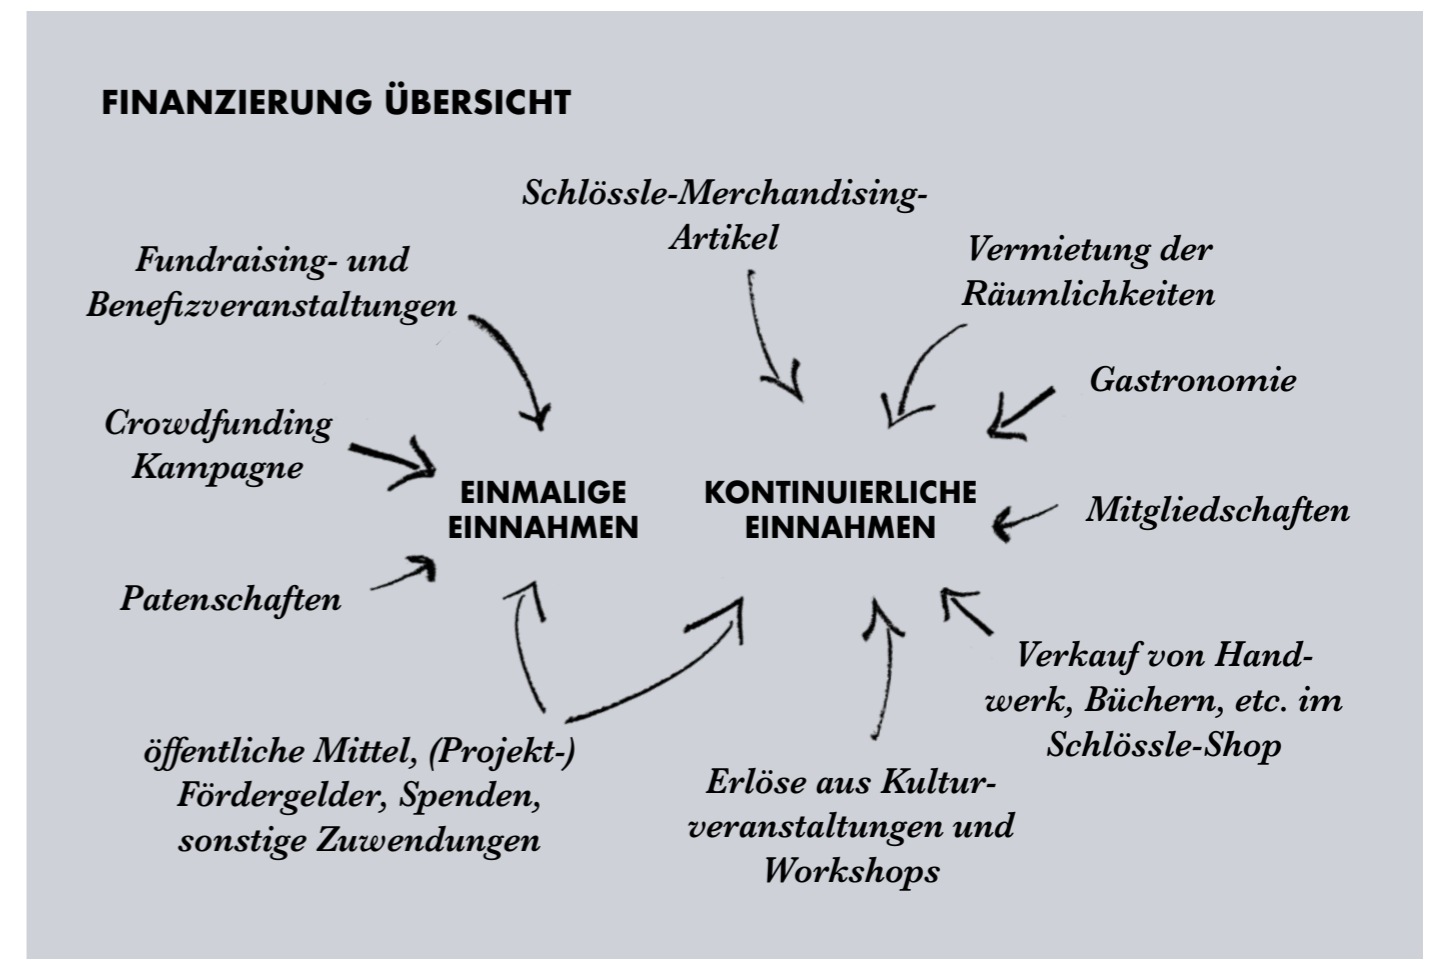 FINANZIERUNG ÜBERSICHT
Schlössle-Merchandising-
Artikel
Fundraising- und
Benefizveranstaltungen
Vermietung der
Räumlichkeiten
Gastronomie
Crowdfunding
Kampagne
EINMALIGE
EINNAHMEN
KONTINUIERLICHE
EINNAHMEN
Mitgliedschaften
Patenschaften
Verkauf von Hand-
werk, Büchern, etc. im
Schlössle-Shop
öffentliche Mittel, (Projekt-)
Fördergelder, Spenden,
sonstige Zuwendungen
Erlöse aus Kultur-
veranstaltungen und
Workshops